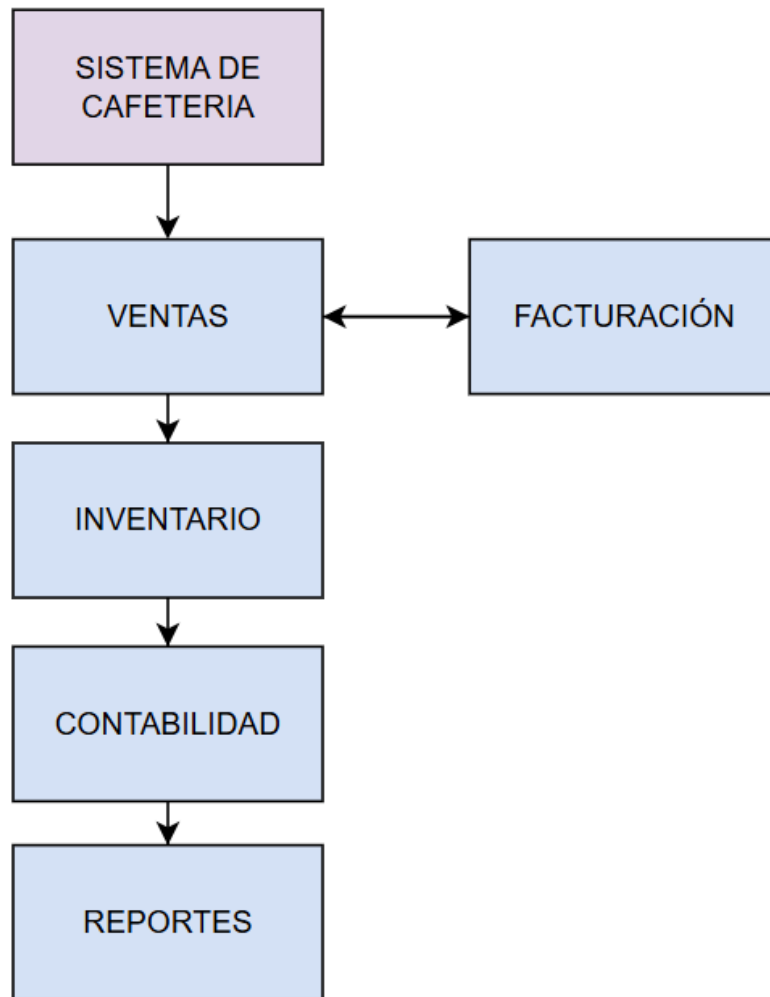 SISTEMA DE
CAFETERIA
VENTAS
FACTURACIÓN
INVENTARIO
CONTABILIDAD
REPORTES